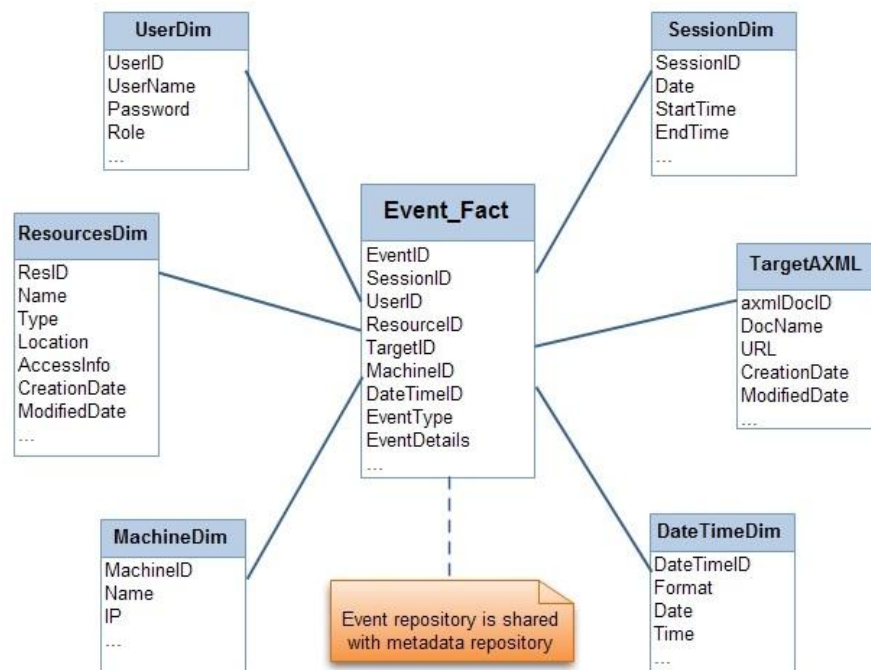 UserDim
UserID
UserName
Password
Role
...
SessionDim
SessionID
Date
StartTime
EndTime
...
ResourcesDim
ResID
Name
Type
Location
AccessInfo
CreationDate
ModifiedDate
...
Event_Fact
EventID
SessionID
UserID
ResourceID
TargetID
MachineID
DateTimeID
EventType
EventDetails
...
TargetAXML
axmlDocID
DocName
URL
CreationDate
ModifiedDate
...
MachineDim
MachineID
Name
IP
...
Event repository is shared
with metadata repository
DateTimeDim
DateTimeID
Format
Date
Time
...